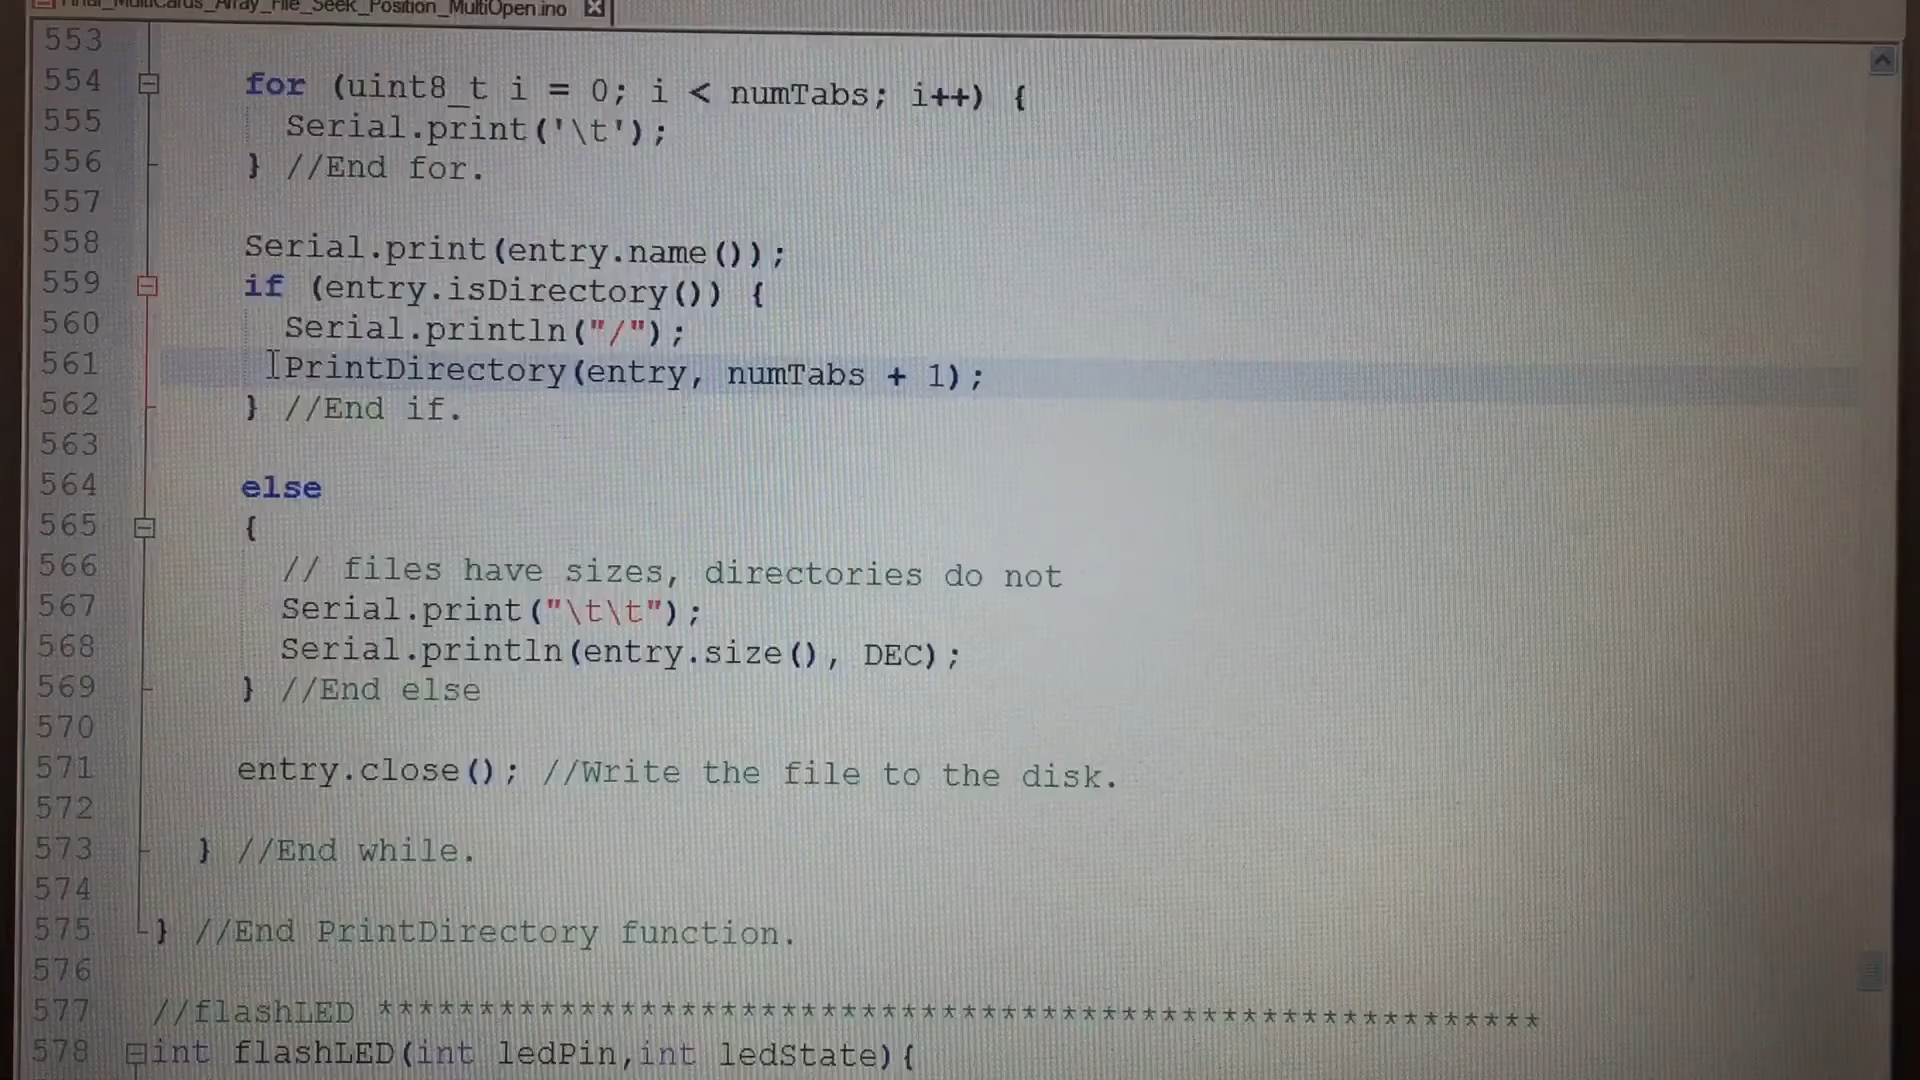 Final_MultiCards_Array_File_Seek_Position_MultiOpen.ino
553
554 for (uint8_t i = 0; i < numTabs; i++) {
555 Serial.print('\t');
556 } //End for.
557
558 Serial.print(entry.name());
559 if (entry.isDirectory()) {
560 Serial.println("/");
561 PrintDirectory(entry, numTabs + 1);
562 } //End if.
563
564 else
565 {
566 // files have sizes, directories do not
567 Serial.print("\t\t");
568 Serial.println(entry.size(), DEC);
569 } //End else
570
571 entry.close(); //Write the file to the disk.
572
573 } //End while.
574
575 } //End PrintDirectory function.
576
577 //flashLED **********************************************************
578 int flashLED(int ledPin,int ledState){